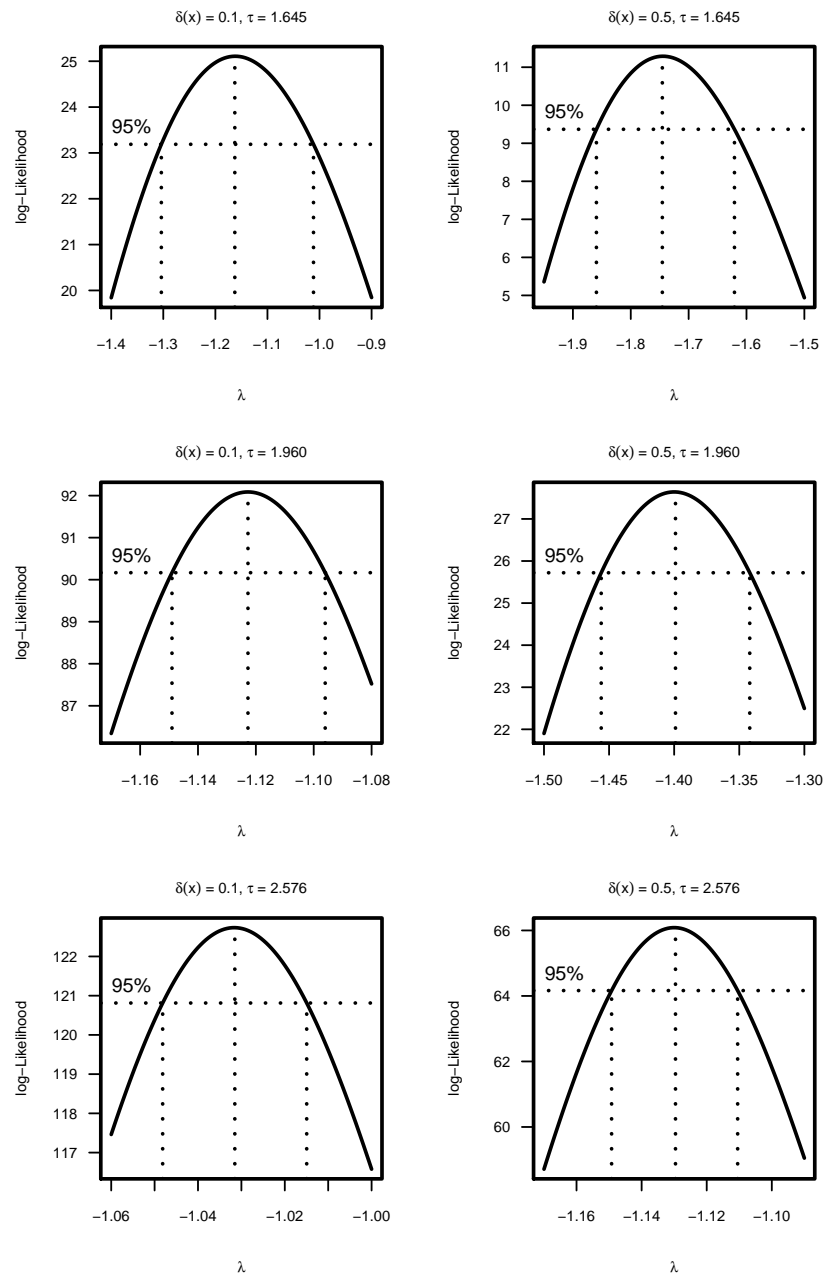 δ(x) = 0.1, τ = 1.645
log−Likelihood
25
24
23
22
21
20
95%
−1.4 −1.3 −1.2 −1.1 −1.0 −0.9
λ
δ(x) = 0.5, τ = 1.645
log−Likelihood
11
10
9
8
7
6
5
95%
−1.9 −1.8 −1.7 −1.6 −1.5
λ
δ(x) = 0.1, τ = 1.960
log−Likelihood
92
91
90
89
88
87
95%
−1.16 −1.14 −1.12 −1.10 −1.08
λ
δ(x) = 0.5, τ = 1.960
log−Likelihood
27
26
25
24
23
22
95%
−1.50 −1.45 −1.40 −1.35 −1.30
λ
δ(x) = 0.1, τ = 2.576
log−Likelihood
122
121
120
119
118
117
95%
−1.06 −1.04 −1.02 −1.00
λ
δ(x) = 0.5, τ = 2.576
log−Likelihood
66
64
62
60
95%
−1.16 −1.14 −1.12 −1.10
λ